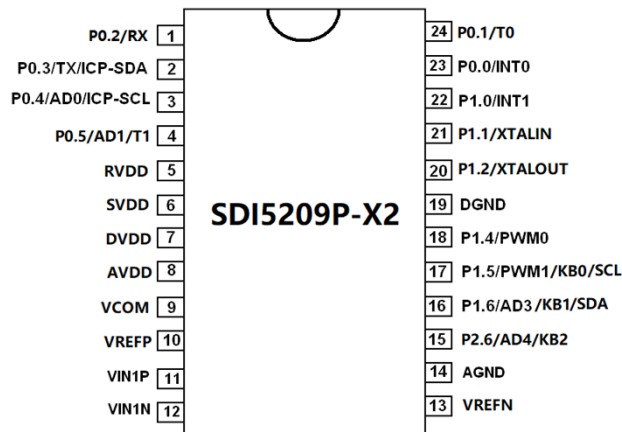 P0.2/RX 1
P0.3/TX/ICP-SDA 2
P0.4/AD0/ICP-SCL 3
P0.5/AD1/T1 4
RVDD 5
SVDD 6
DVDD 7
AVDD 8
VCOM 9
VREFP 10
VIN1P 11
VIN1N 12
SDI5209P-X2
24 P0.1/T0
23 P0.0/INT0
22 P1.0/INT1
21 P1.1/XTALIN
20 P1.2/XTALOUT
19 DGND
18 P1.4/PWM0
17 P1.5/PWM1/KB0/SCL
16 P1.6/AD3/KB1/SDA
15 P2.6/AD4/KB2
14 AGND
13 VREFN